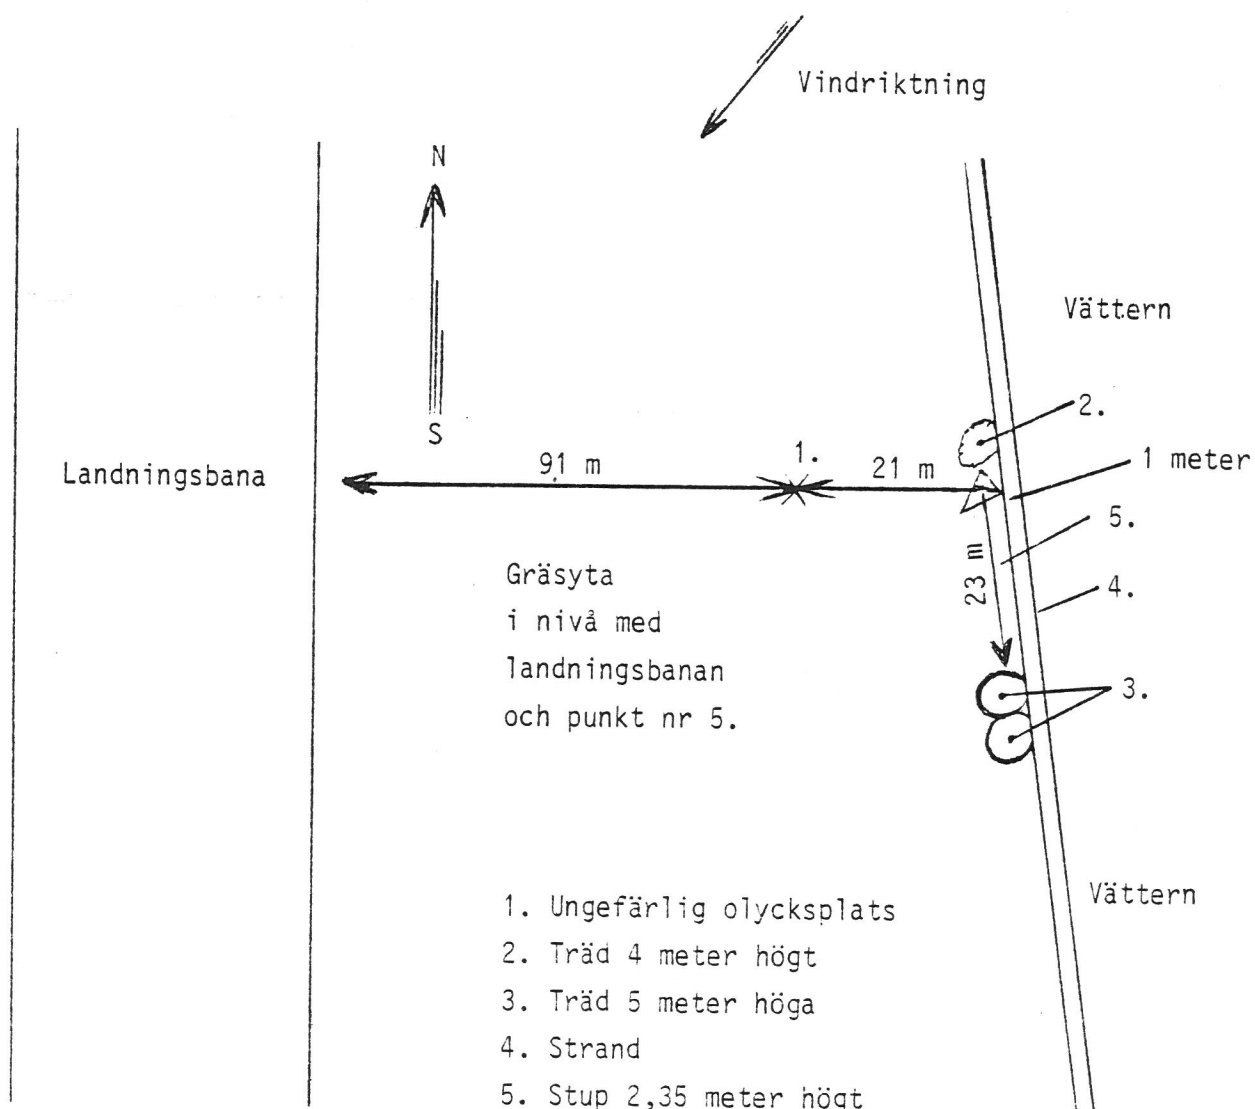 Vindriktning
N
Vättern
2.
S
1.
91 m
21 m
1 meter
Landningsbana
5.
23 m
4.
Gräsyta
i nivå med
landningsbanan
och punkt nr 5.
3.
Vättern
1. Ungefärlig olycksplats
2. Träd 4 meter högt
3. Träd 5 meter höga
4. Strand
5. Stup 2,35 meter högt